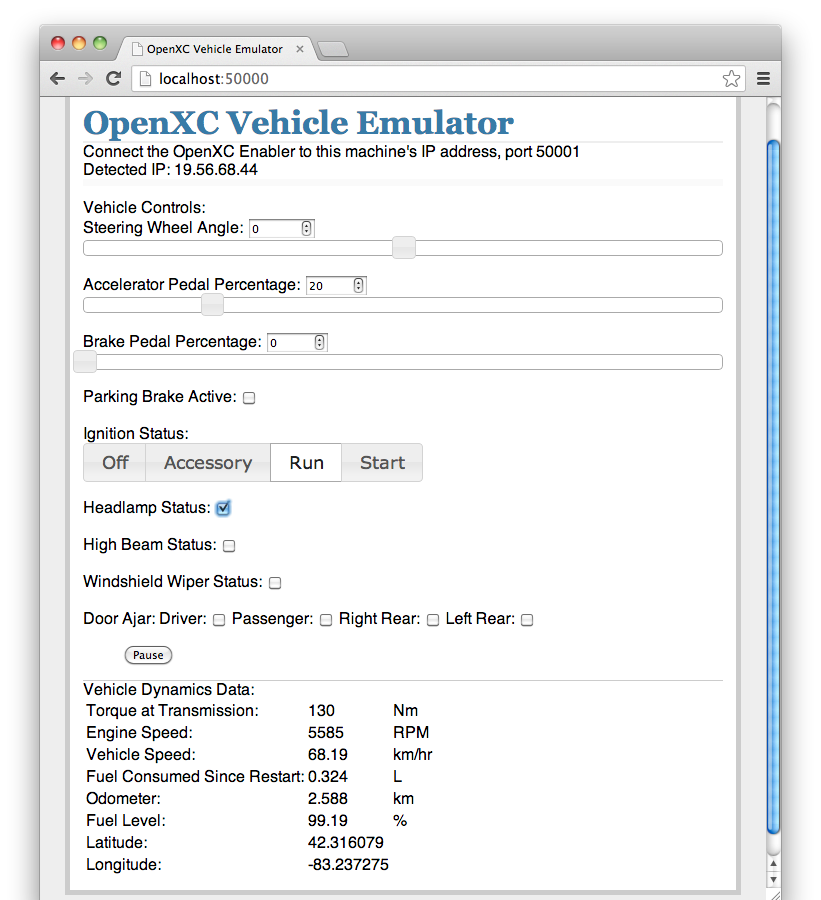 OpenXC Vehicle Emulator
localhost:50000
OpenXC Vehicle Emulator
Connect the OpenXC Enabler to this machine's IP address, port 50001
Detected IP: 19.56.68.44
Vehicle Controls:
Steering Wheel Angle: 0
Accelerator Pedal Percentage: 20
Brake Pedal Percentage: 0
Parking Brake Active:
Ignition Status:
Off Accessory Run Start
Headlamp Status:
High Beam Status:
Windshield Wiper Status:
Door Ajar: Driver: Passenger: Right Rear: Left Rear:
Pause
Vehicle Dynamics Data:
Torque at Transmission: 130 Nm
Engine Speed: 5585 RPM
Vehicle Speed: 68.19 km/hr
Fuel Consumed Since Restart: 0.324 L
Odometer: 2.588 km
Fuel Level: 99.19 %
Latitude: 42.316079
Longitude: -83.237275